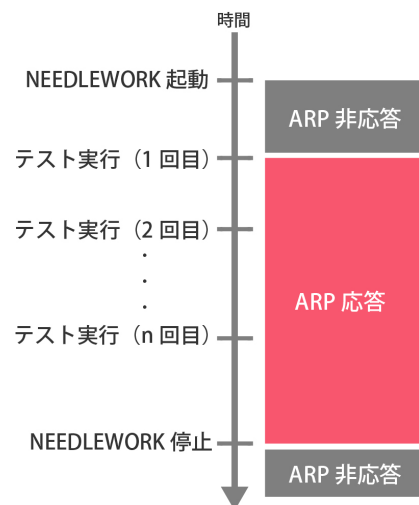 時間
NEEDLEWORK 起動
ARP 非応答
テスト実行（1 回目）
テスト実行（2 回目）
・
・
・
ARP 応答
テスト実行（n 回目）
NEEDLEWORK 停止
ARP 非応答